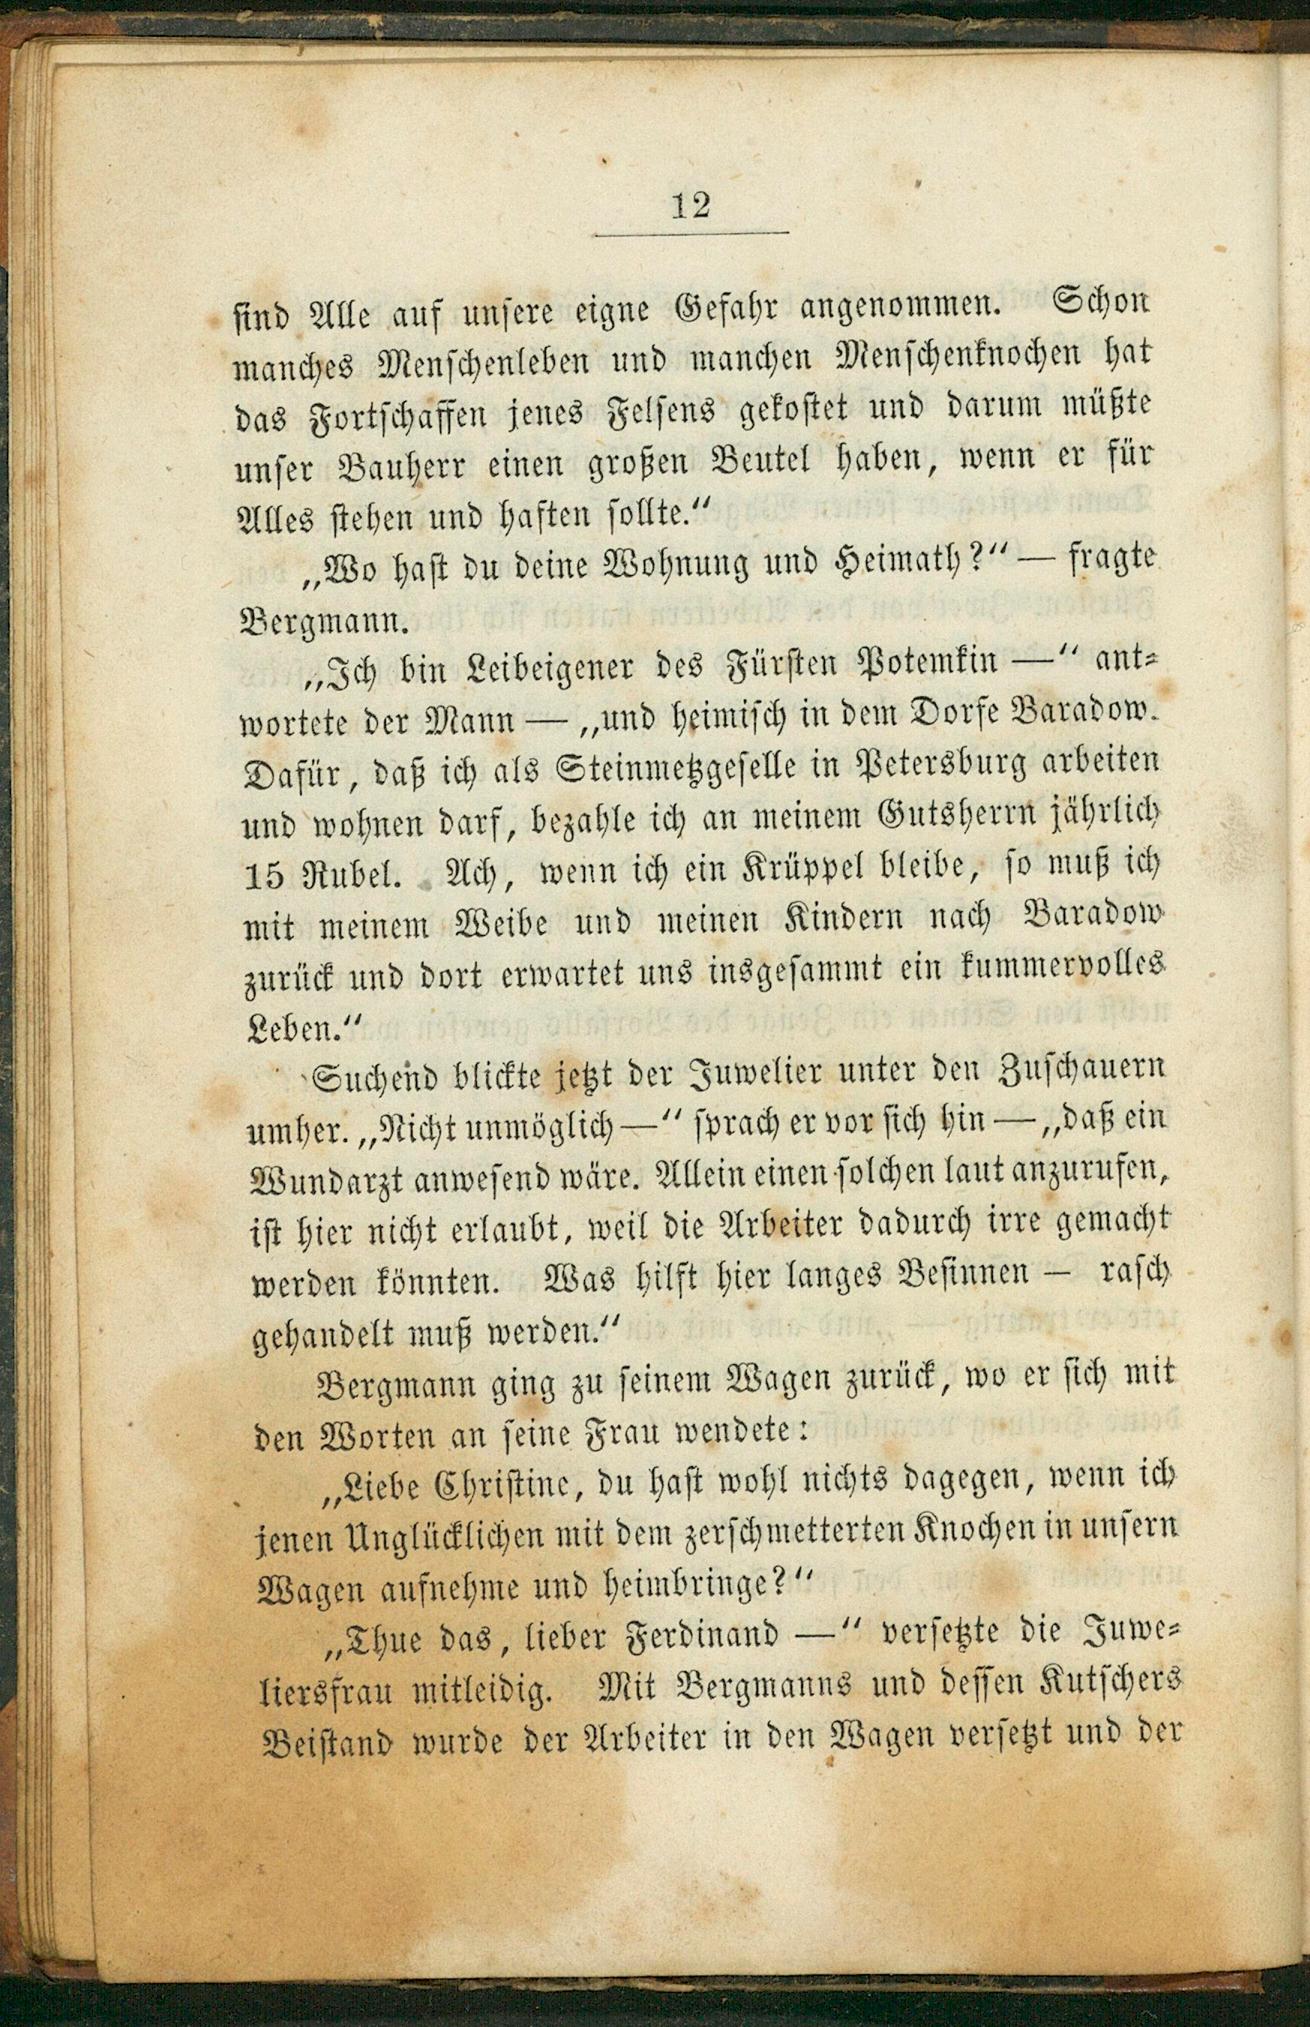 12
sind Alle auf unsere eigne Gefahr angenommen. Schon
manches Menschenleben und manchen Menschenknochen hat
das Fortschaffen jenes Felsens gekostet und darum müßte
unser Bauherr einen großen Beutel haben, wenn er für
Alles stehen und haften sollte.“
„Wo hast du deine Wohnung und Heimath?“ — fragte
Bergmann.
„Ich bin Leibeigener des Fürsten Potemkin —“ ant-
wortete der Mann — „und heimisch in dem Dorfe Baradow.
Dafür, daß ich als Steinmetzgeselle in Petersburg arbeiten
und wohnen darf, bezahle ich an meinem Gutsherrn jährlich
15 Rubel. Ach, wenn ich ein Krüppel bleibe, so muß ich
mit meinem Weibe und meinen Kindern nach Baradow
zurück und dort erwartet uns insgesammt ein kummervolles
Leben.“
Suchend blickte jetzt der Juwelier unter den Zuschauern
umher. „Nicht unmöglich —“ sprach er vor sich hin — „daß ein
Wundarzt anwesend wäre. Allein einen solchen laut anzurufen,
ist hier nicht erlaubt, weil die Arbeiter dadurch irre gemacht
werden könnten. Was hilft hier langes Besinnen — rasch
gehandelt muß werden.“
Bergmann ging zu seinem Wagen zurück, wo er sich mit
den Worten an seine Frau wendete:
„Liebe Christine, du hast wohl nichts dagegen, wenn ich
jenen Unglücklichen mit dem zerschmetterten Knochen in unsern
Wagen aufnehme und heimbringe?“
„Thue das, lieber Ferdinand —“ versetzte die Juwe-
liersfrau mitleidig. Mit Bergmanns und dessen Kutschers
Beistand wurde der Arbeiter in den Wagen versetzt und der